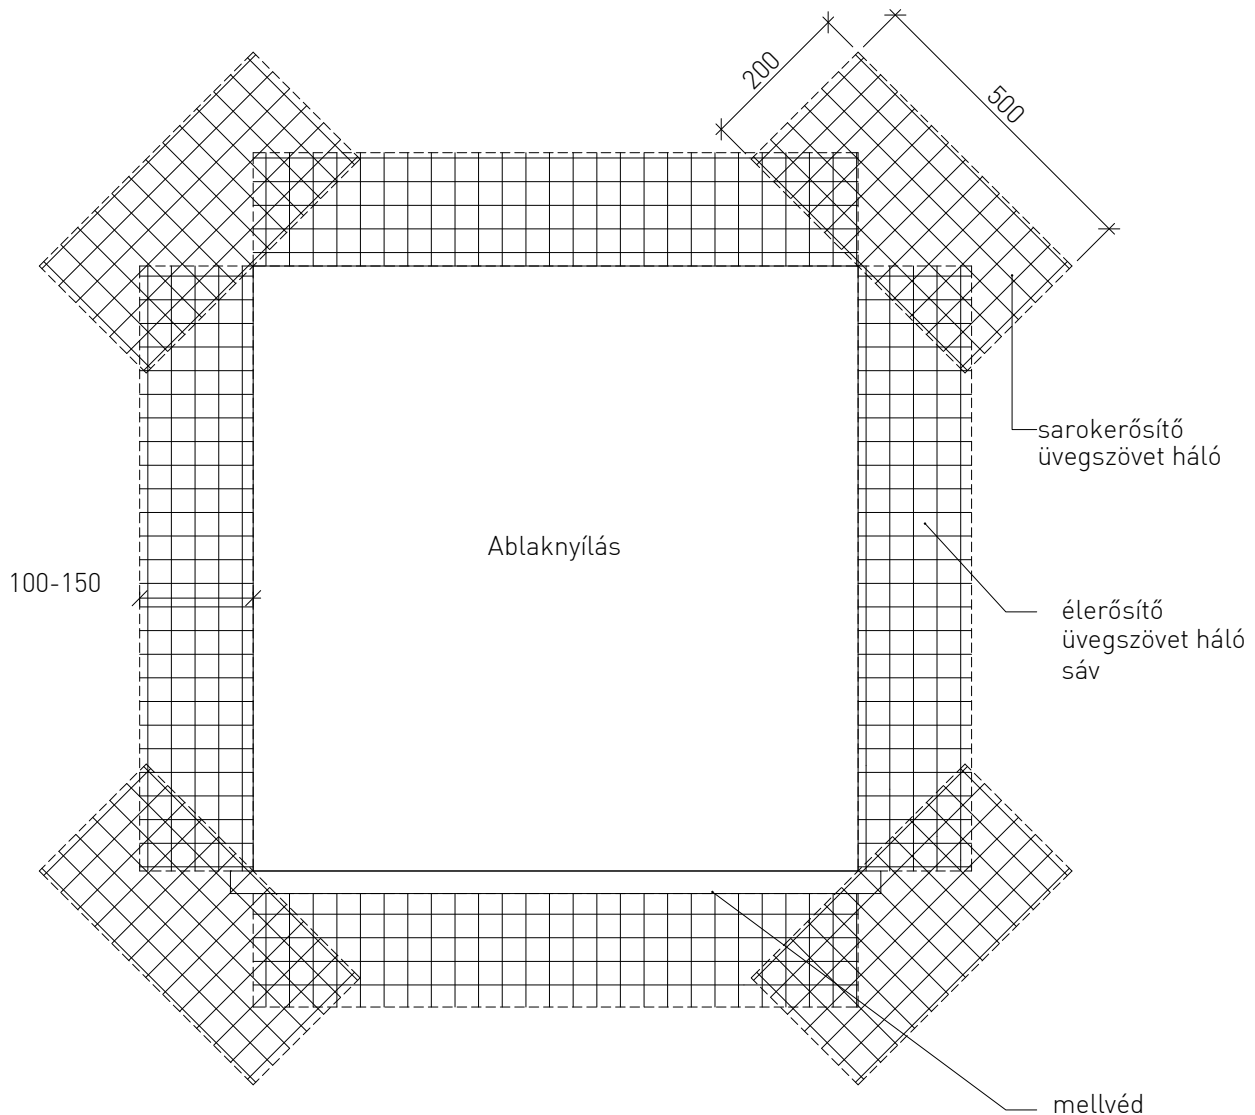 200
500
sarokerősítő
üvegszövet háló
Ablaknyílás
100-150
élerősítő
üvegszövet háló
sáv
mellvéd